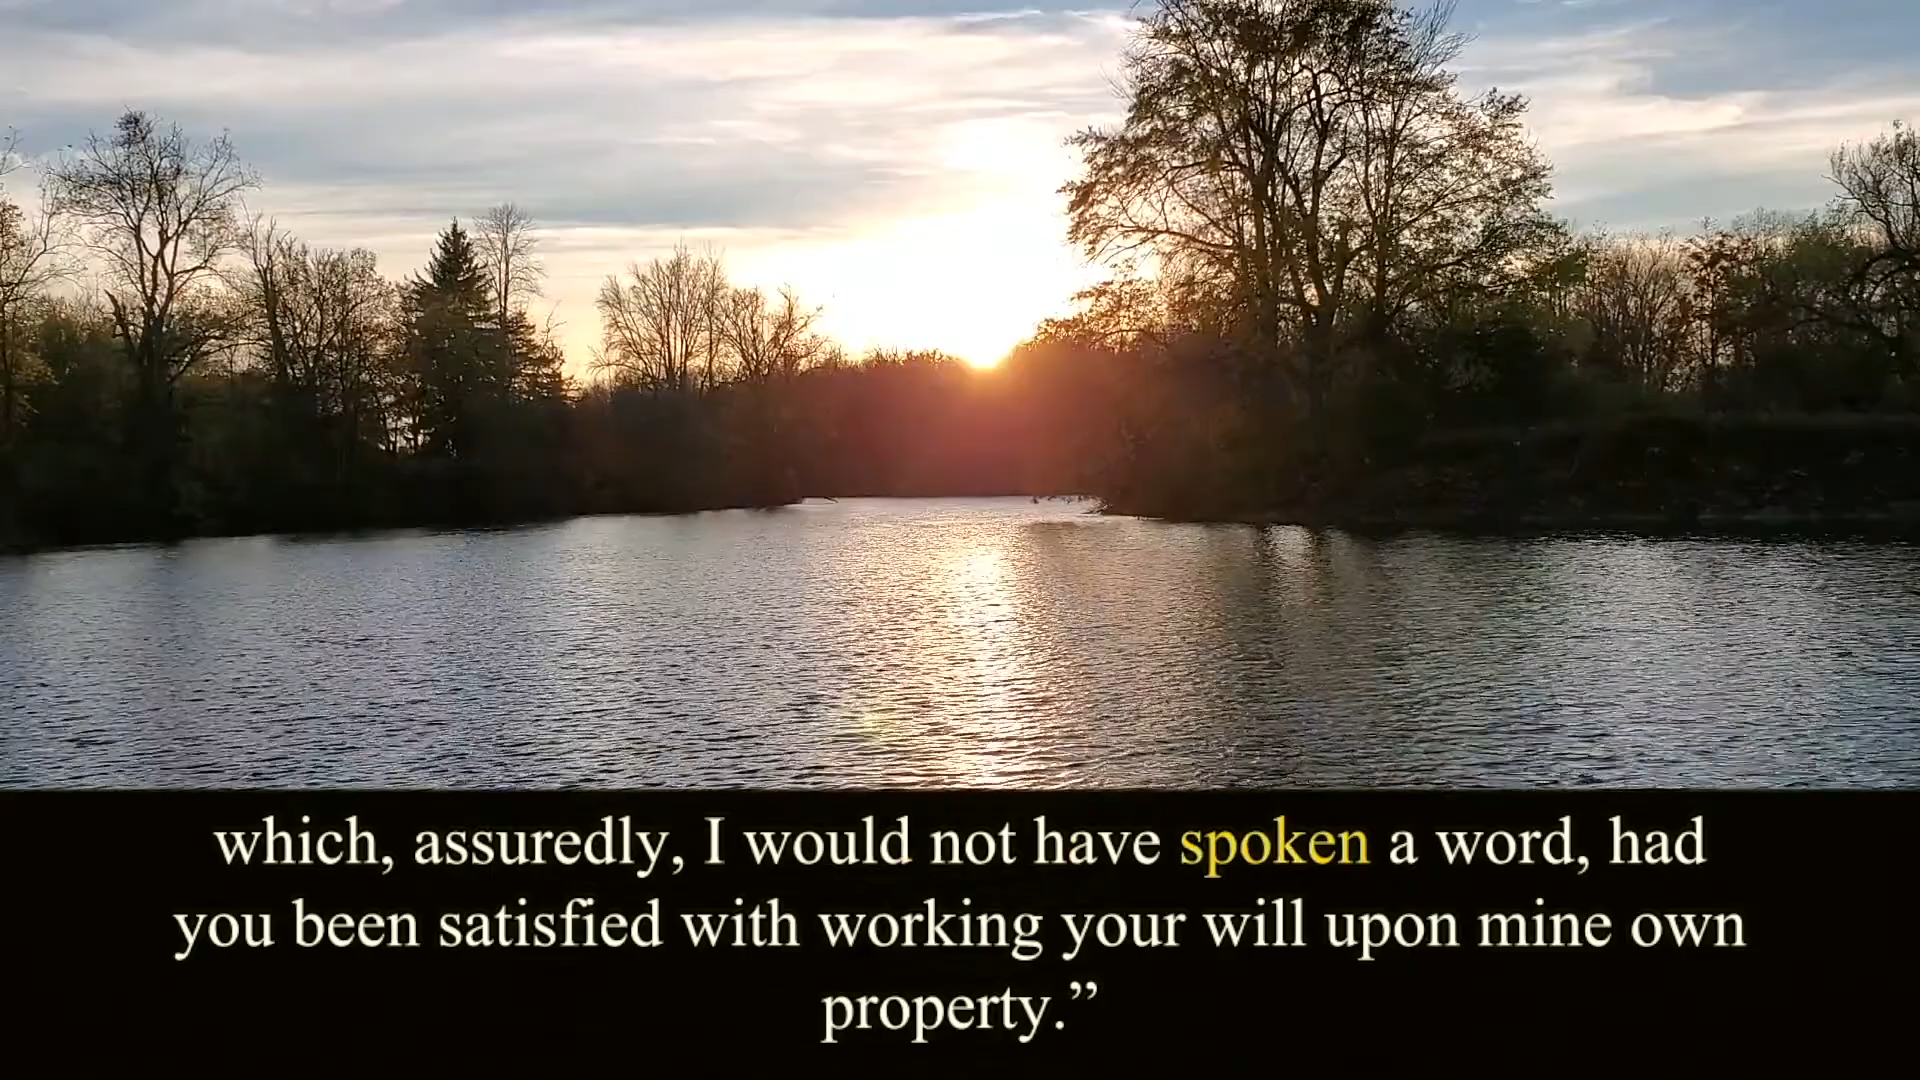 which, assuredly, I would not have spoken a word, had
you been satisfied with working your will upon mine own
property.”